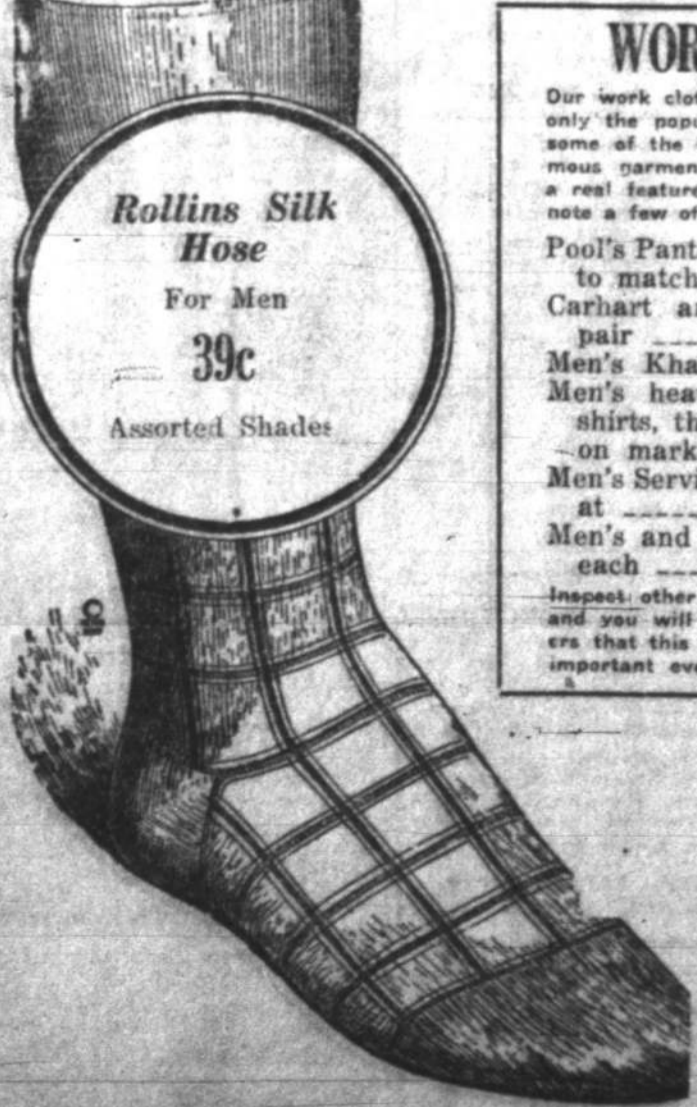 Rollins Silk
Hose
For Men
39c
Assorted Shades
WOR
Our work clot
only the popu
some of the
mous garmen
a real featur
note a few of
Pool's Pant
to match
Carhart a
pair ----
Men's Kha
Men's hea
shirts, th
on mark
Men's Servi
at -----
Men's and
each ---
Inspect other
and you will
ers that this
important eve